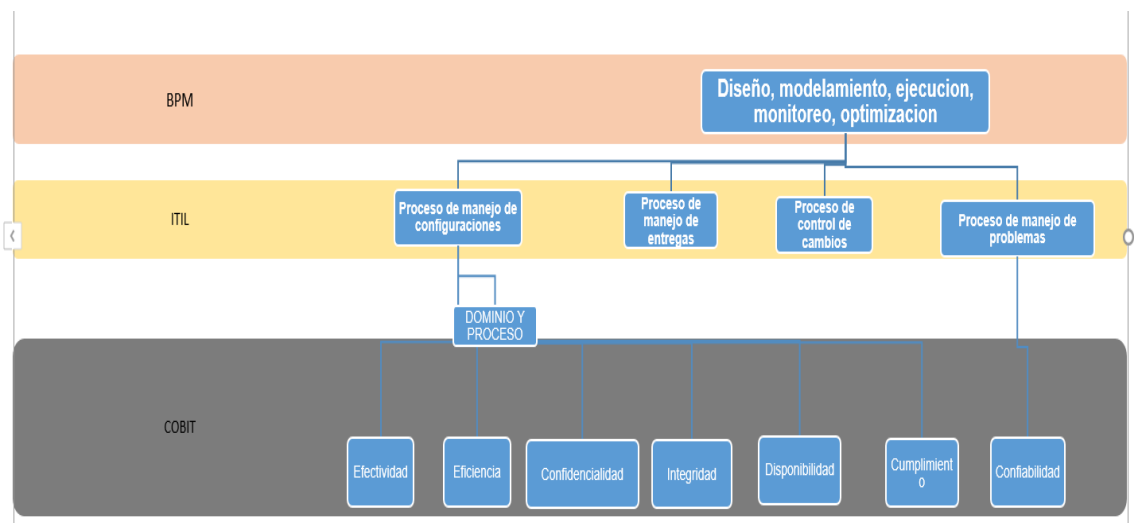 BPM
Diseño, modelamiento, ejecucion,
monitoreo, optimizacion
ITIL
Proceso de manejo de
configuraciones
Proceso de
manejo de
entregas
Proceso de
control de
cambios
Proceso de manejo de
problemas
DOMINIO Y
PROCESO
COBIT
Efectividad
Eficiencia
Confidencialidad
Integridad
Disponibilidad
Cumplimient
o
Confiabilidad